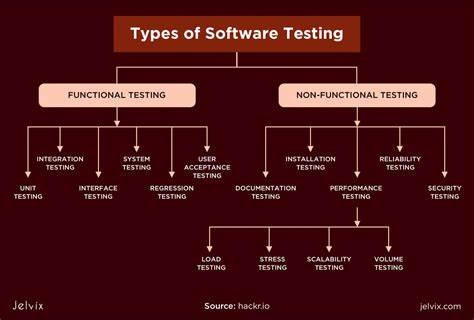 Types of Software Testing
FUNCTIONAL TESTING
NON-FUNCTIONAL TESTING
INTEGRATION
TESTING
SYSTEM
TESTING
USER
ACCEPTANCE
TESTING
UNIT
TESTING
INTERFACE
TESTING
REGRESSION
TESTING
INSTALLATION
TESTING
RELIABILITY
TESTING
DOCUMENTATION
TESTING
PERFORMANCE
TESTING
SECURITY
TESTING
LOAD
TESTING
STRESS
TESTING
SCALABILITY
TESTING
VOLUME
TESTING
Jelvix
Source: hackr.io
jelvix.com